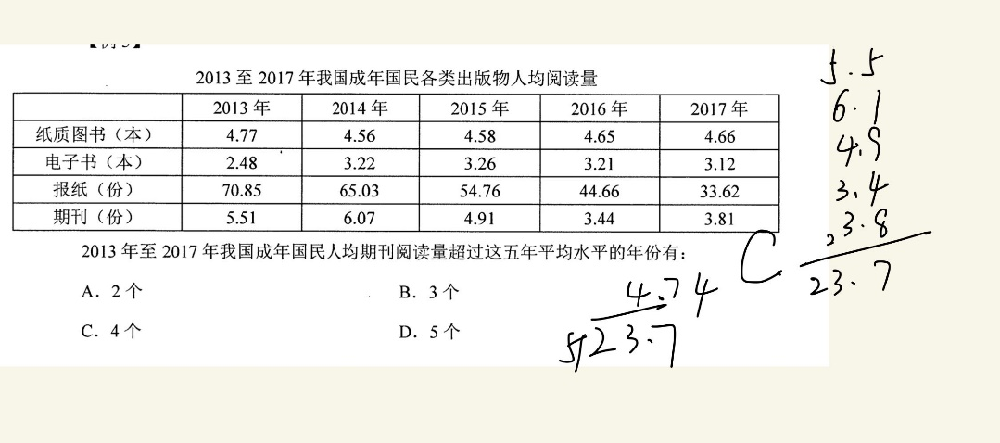 2013 至 2017 年我国成年国民各类出版物人均阅读量
2013 年 2014 年 2015 年 2016 年 2017 年
纸质图书（本） 4.77 4.56 4.58 4.65 4.66
电子书（本） 2.48 3.22 3.26 3.21 3.12
报纸（份） 70.85 65.03 54.76 44.66 33.62
期刊（份） 5.51 6.07 4.91 3.44 3.81
2013 年至 2017 年我国成年国民人均期刊阅读量超过这五年平均水平的年份有：
A．2 个 B．3 个
C．4 个 D．5 个
5.5
6.1
4.9
3.4
2 3.8
23.7
C
4.74
5 23.7